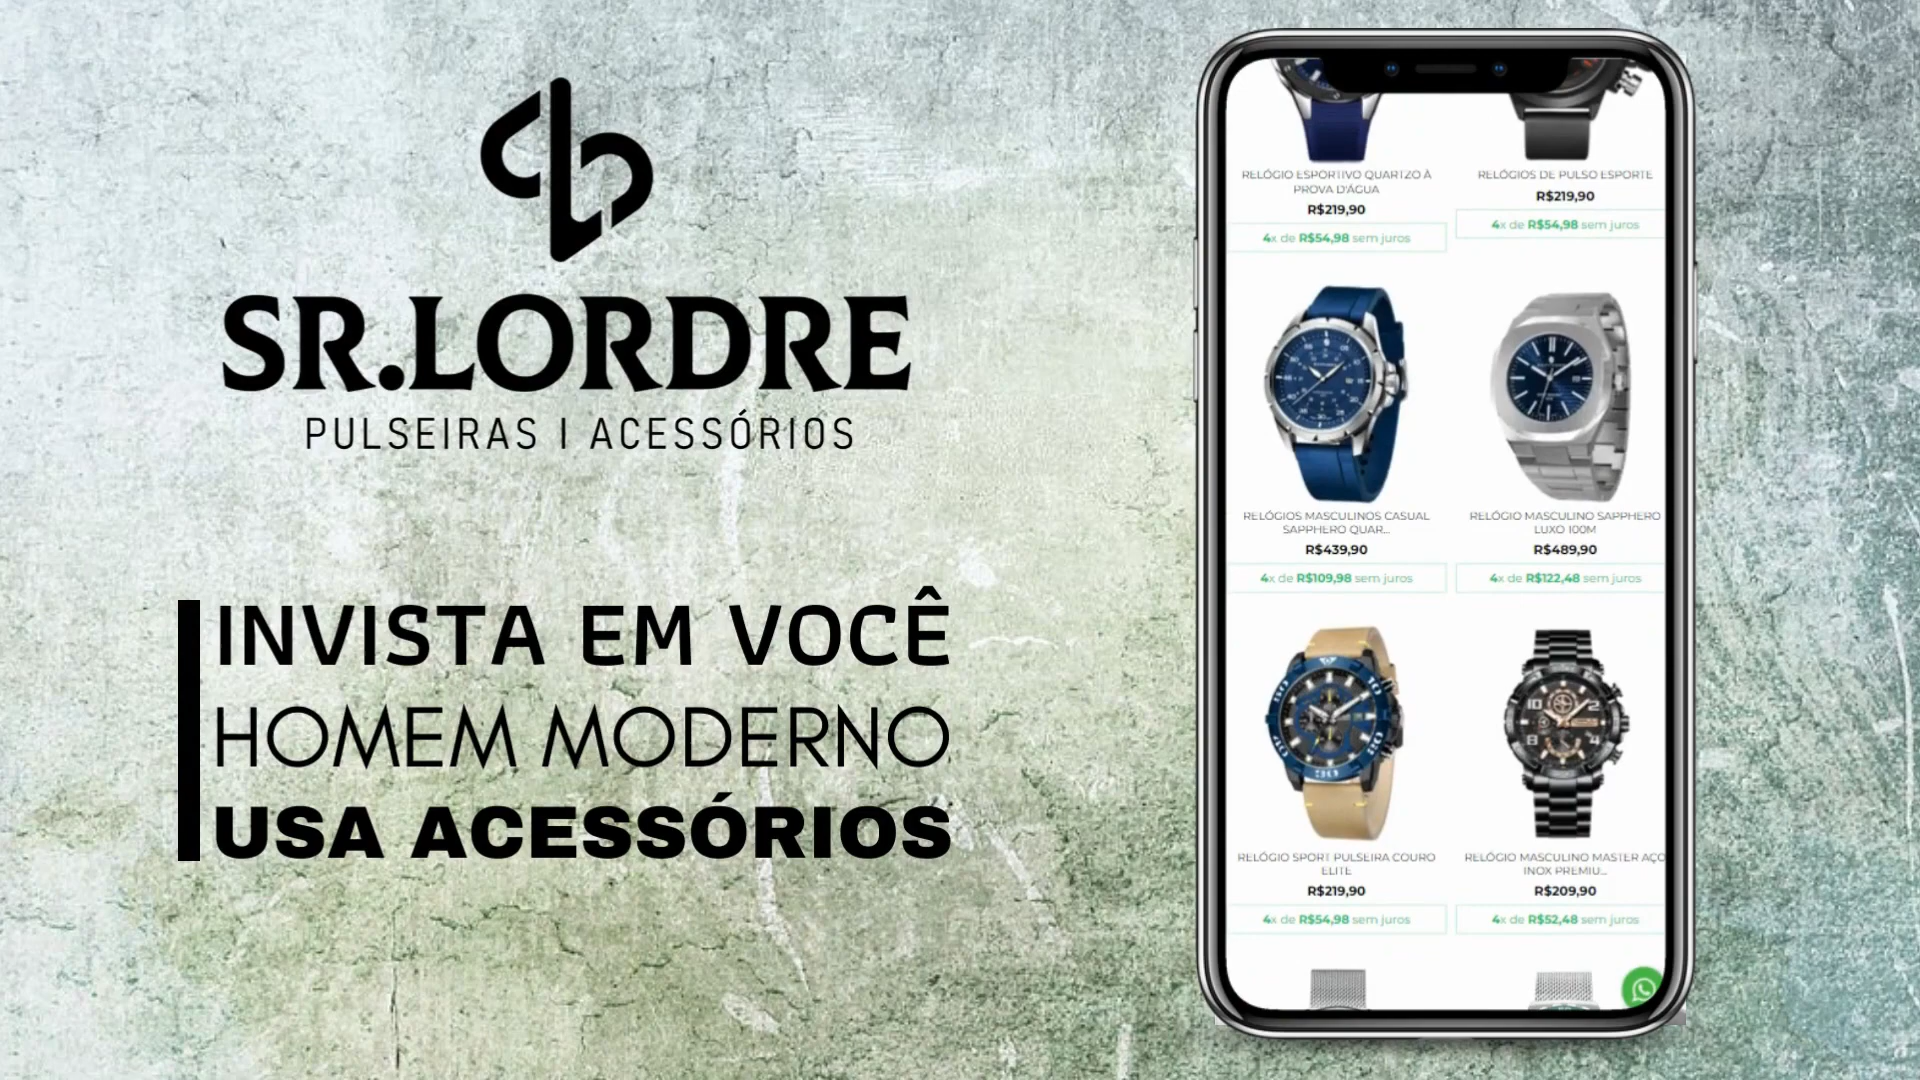 SR.LORDRE
PULSEIRAS | ACESSÓRIOS
INVISTA EM VOCÊ
HOMEM MODERNO
USA ACESSÓRIOS
RELÓGIO ESPORTIVO QUARTZO À
PROVA D'ÁGUA
R$219,90
4x de R$54,98 sem juros
RELÓGIOS DE PULSO ESPORTE
R$219,90
4x de R$54,98 sem juros
RELÓGIOS MASCULINOS CASUAL
SAPPHERO QUAR...
R$439,90
4x de R$109,98 sem juros
RELÓGIO MASCULINO SAPPHERO
LUXO 100M
R$489,90
4x de R$122,48 sem juros
RELÓGIO SPORT PULSEIRA COURO
ELITE
R$219,90
4x de R$54,98 sem juros
RELÓGIO MASCULINO MASTER AÇO
INOX PREMIU...
R$209,90
4x de R$52,48 sem juros